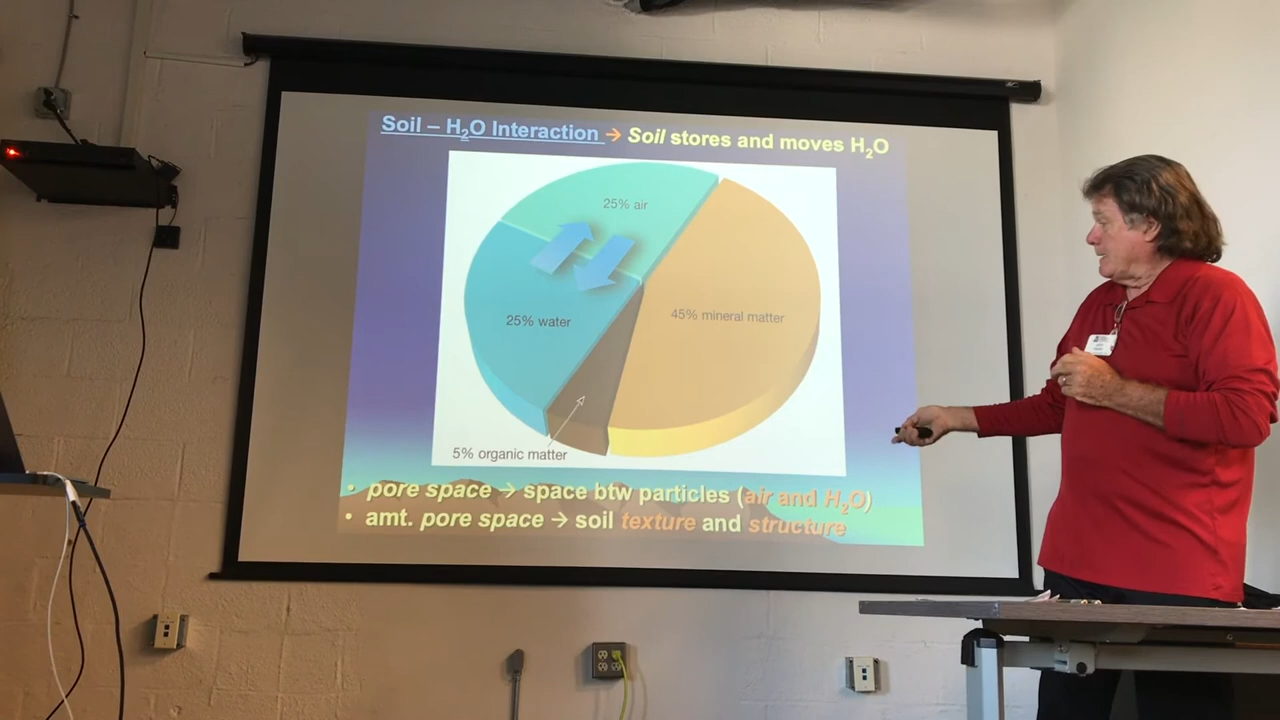 Soil – H₂O Interaction → Soil stores and moves H₂O
25% air
25% water
45% mineral matter
5% organic matter
• pore space → space btw particles (air and H₂O)
• amt. pore space → soil texture and structure